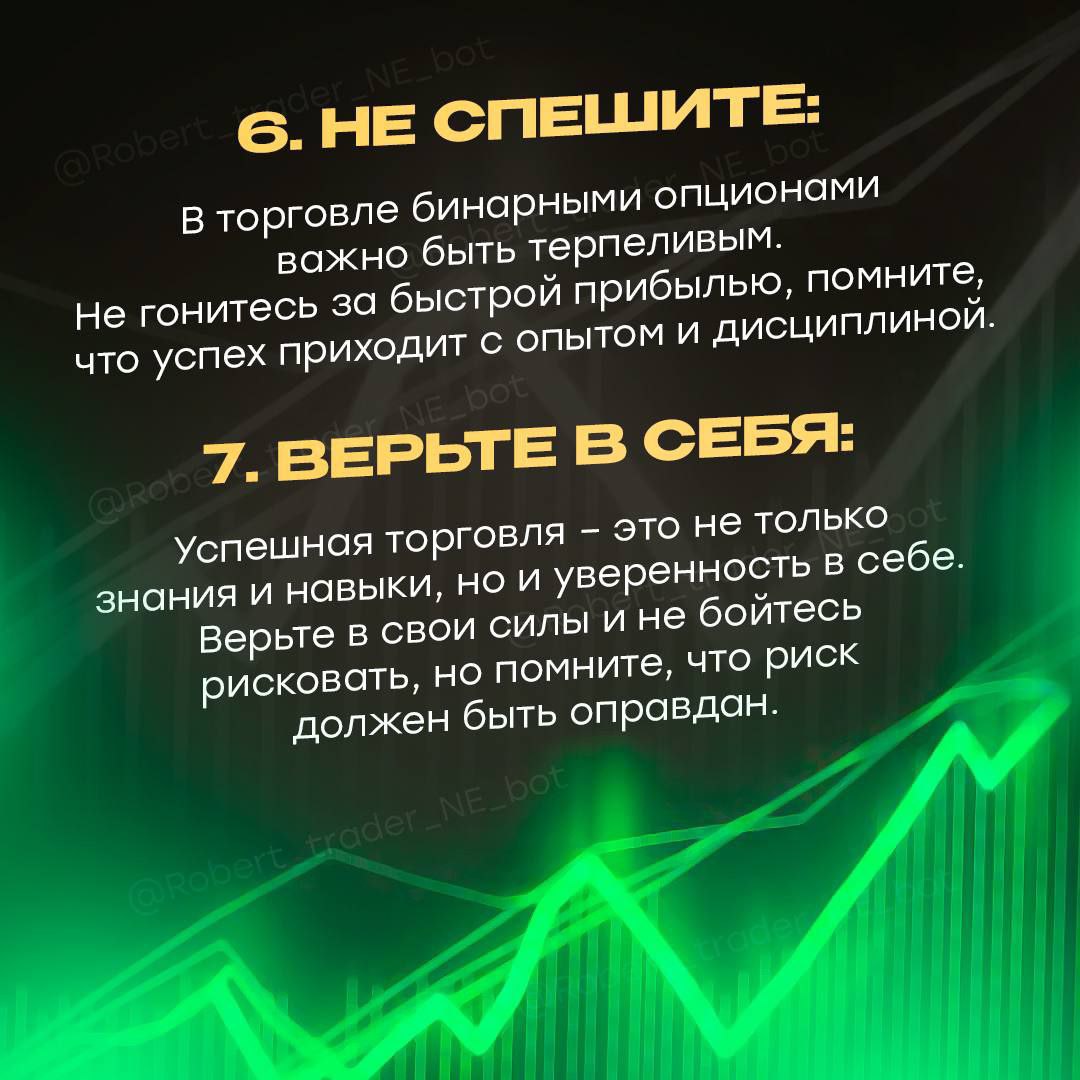 6. НЕ СПЕШИТЕ:
В торговле бинарными опционами
важно быть терпеливым.
Не гонитесь за быстрой прибылью, помните,
что успех приходит с опытом и дисциплиной.
7. ВЕРЬТЕ В СЕБЯ:
Успешная торговля – это не только
знания и навыки, но и уверенность в себе.
Верьте в свои силы и не бойтесь
рисковать, но помните, что риск
должен быть оправдан.
@Robert_trader_NE_bot